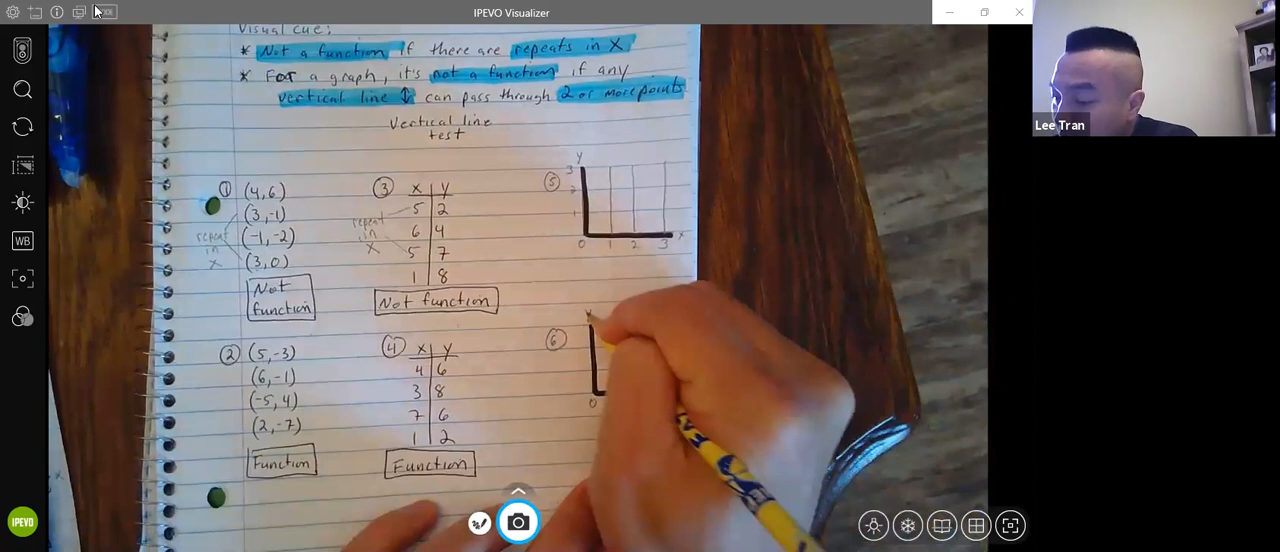 IPEVO Visualizer
Visual cue:
* Not a function if there are repeats in X
* For a graph, it's not a function if any
vertical line ↕ can pass through 2 or more points
Vertical line
test
① (4,6)
(3,-1)
(-1,-2)
(3,0)
repeat
in
X
Not
function
③ X Y
5 2
6 4
5 7
1 8
repeat
in
X
Not function
⑤ Y
3
2
1
0 1 2 3 X
② (5,-3)
(6,-1)
(-5,4)
(2,-7)
Function
④ X Y
4 6
3 8
7 6
1 2
Function
⑥
0
Lee Tran
WB
IPEVO